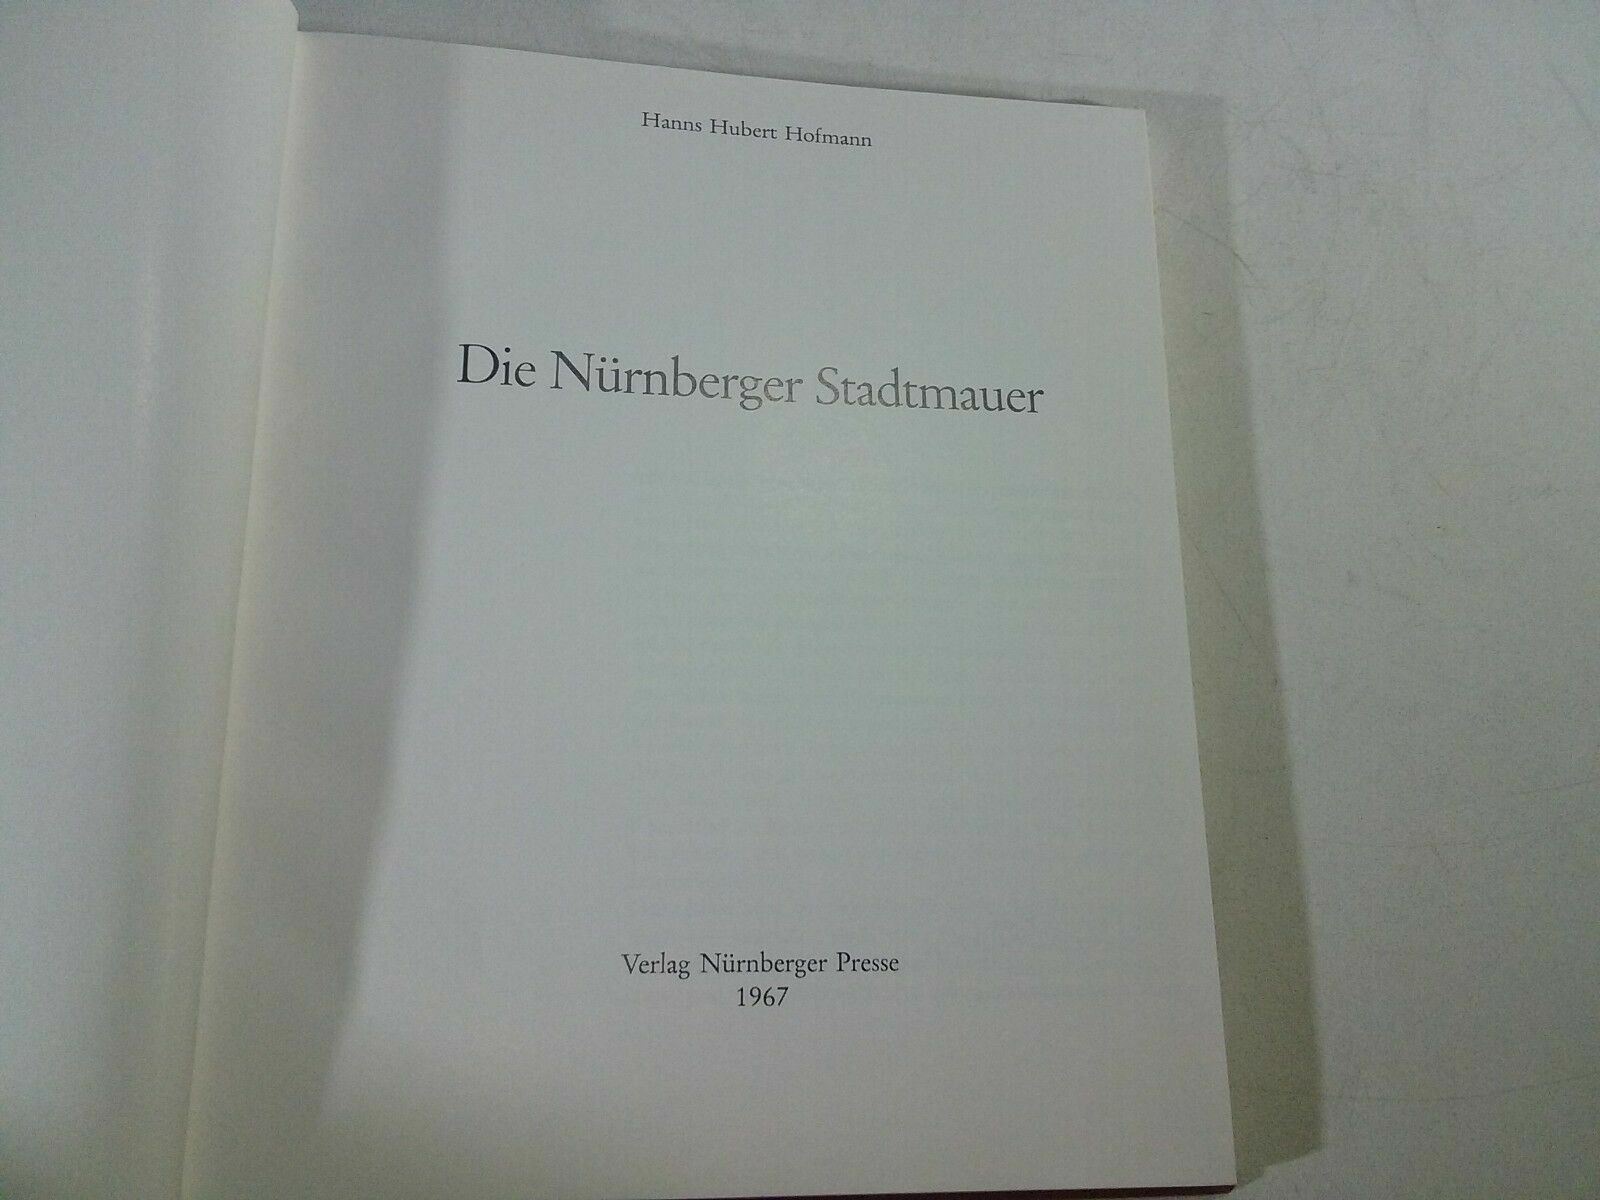 Hanns Hubert Hofmann
Die Nürnberger Stadtmauer
Verlag Nürnberger Presse
1967